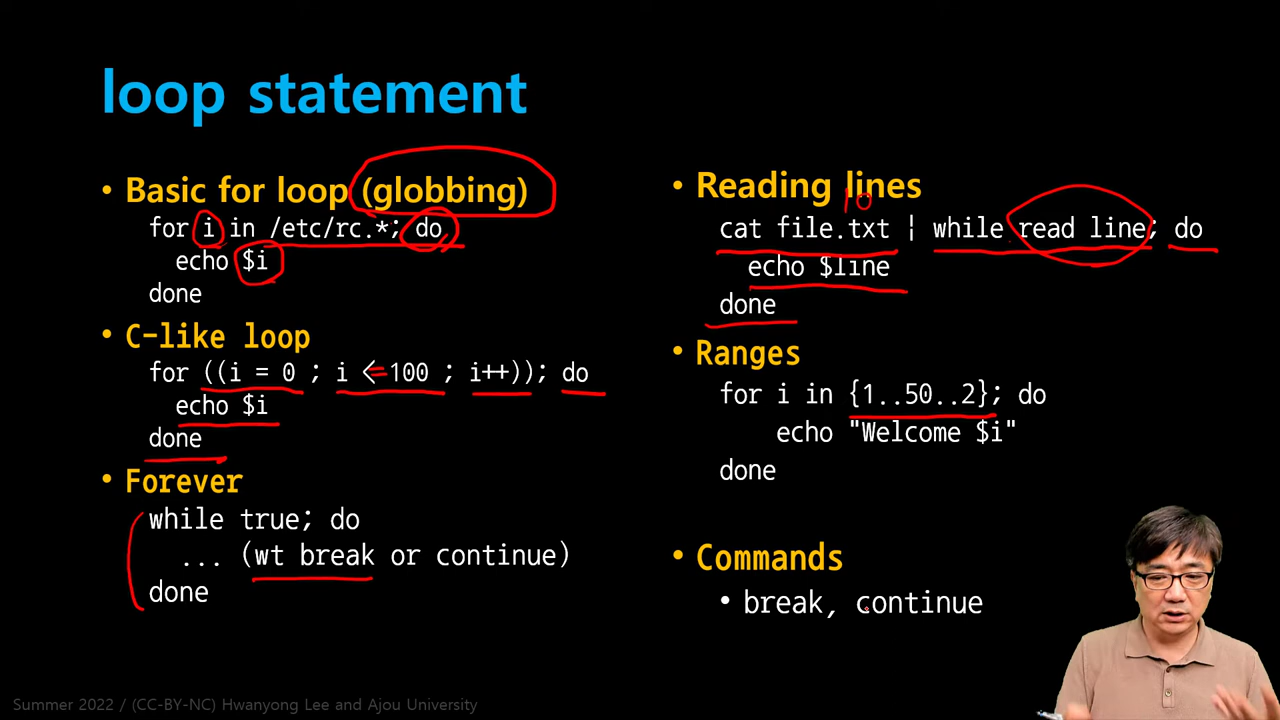 loop statement
• Basic for loop (globbing)
for i in /etc/rc.*; do
echo $i
done
• C-like loop
for ((i = 0 ; i <= 100 ; i++)); do
echo $i
done
• Forever
while true; do
... (wt break or continue)
done
• Reading lines
10
cat file.txt | while read line; do
echo $line
done
• Ranges
for i in {1..50..2}; do
echo "Welcome $i"
done
• Commands
• break, continue
Summer 2022 / (CC-BY-NC) Hwanyong Lee and Ajou University